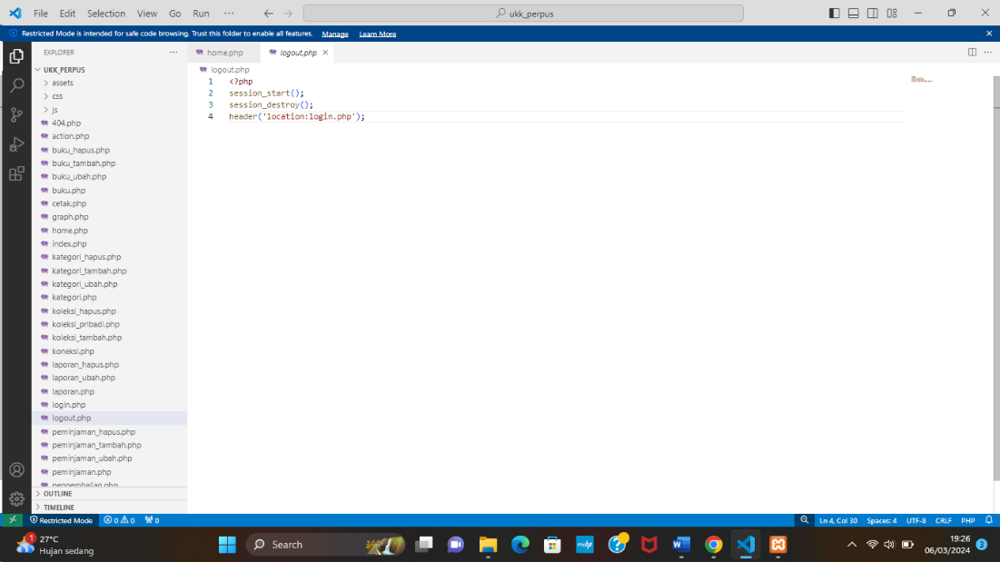 File Edit Selection View Go Run ··· ukk_perpus
Restricted Mode is intended for safe code browsing. Trust this folder to enable all features. Manage Learn More
EXPLORER ···
UKK_PERPUS
assets
css
js
404.php
action.php
buku_hapus.php
buku_tambah.php
buku_ubah.php
buku.php
cetak.php
graph.php
home.php
index.php
kategori_hapus.php
kategori_tambah.php
kategori_ubah.php
kategori.php
koleksi_hapus.php
koleksi_pribadi.php
koleksi_tambah.php
koneksi.php
laporan_hapus.php
laporan_ubah.php
laporan.php
login.php
logout.php
peminjaman_hapus.php
peminjaman_tambah.php
peminjaman_ubah.php
peminjaman.php
pengembalian.php
OUTLINE
TIMELINE
home.php logout.php
logout.php
1 <?php
2 session_start();
3 session_destroy();
4 header('location:login.php');
Restricted Mode 0 0 0 Ln 4, Col 30 Spaces: 4 UTF-8 CRLF PHP
1 27°C
Hujan sedang
Search
myhp
19:26
06/03/2024
3